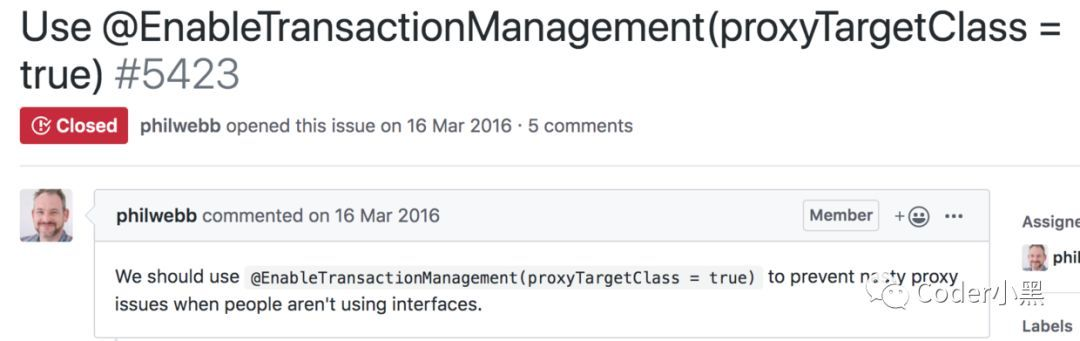 Use @EnableTransactionManagement(proxyTargetClass =
true) #5423
Closed philwebb opened this issue on 16 Mar 2016 · 5 comments
philwebb commented on 16 Mar 2016 Member
Assigne
phil
We should use @EnableTransactionManagement(proxyTargetClass = true) to prevent nasty proxy
issues when people aren't using interfaces.
Coder小黑
Labels